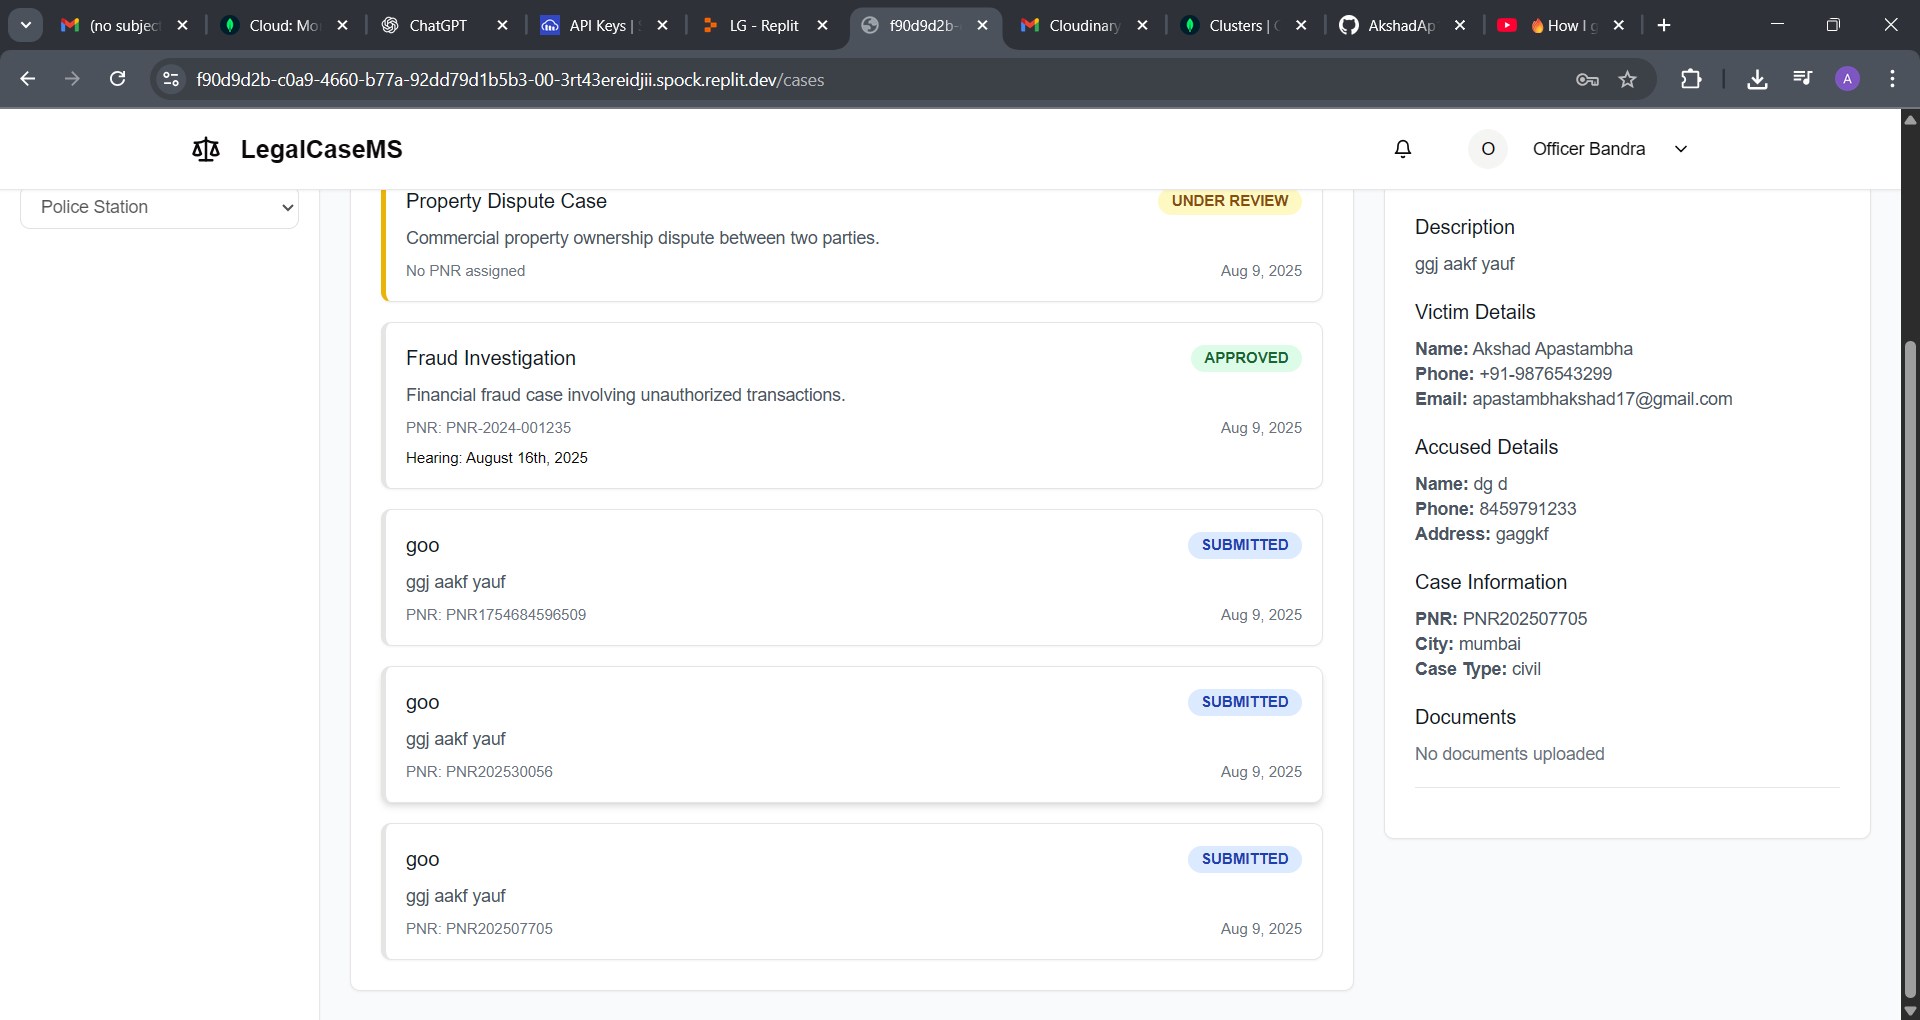 (no subject
Cloud: Mo
ChatGPT
API Keys |
LG - Replit
f90d9d2b-
Cloudinary
Clusters | C
AkshadAp
How I g
f90d9d2b-c0a9-4660-b77a-92dd79d1b5b3-00-3rt43ereidjii.spock.replit.dev/cases
A
LegalCaseMS
O
Officer Bandra
Police Station
Property Dispute Case
UNDER REVIEW
Commercial property ownership dispute between two parties.
No PNR assigned
Aug 9, 2025
Fraud Investigation
APPROVED
Financial fraud case involving unauthorized transactions.
PNR: PNR-2024-001235
Aug 9, 2025
Hearing: August 16th, 2025
goo
SUBMITTED
ggj aakf yauf
PNR: PNR1754684596509
Aug 9, 2025
goo
SUBMITTED
ggj aakf yauf
PNR: PNR202530056
Aug 9, 2025
goo
SUBMITTED
ggj aakf yauf
PNR: PNR202507705
Aug 9, 2025
Description
ggj aakf yauf
Victim Details
Name: Akshad Apastambha
Phone: +91-9876543299
Email: apastambhakshad17@gmail.com
Accused Details
Name: dg d
Phone: 8459791233
Address: gaggkf
Case Information
PNR: PNR202507705
City: mumbai
Case Type: civil
Documents
No documents uploaded